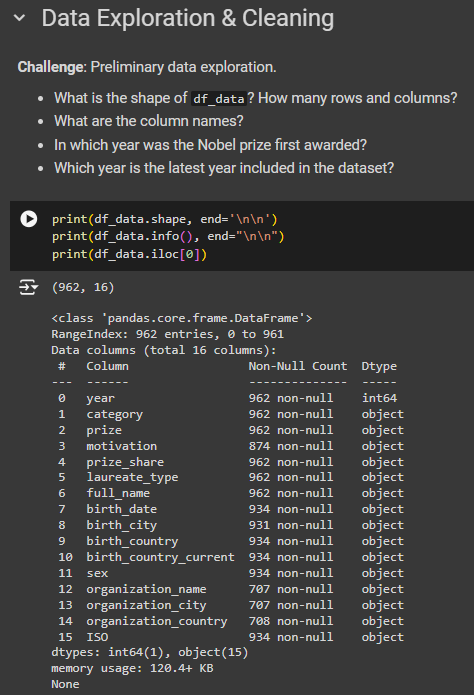 Data Exploration & Cleaning
Challenge: Preliminary data exploration.
• What is the shape of df_data? How many rows and columns?
• What are the column names?
• In which year was the Nobel prize first awarded?
• Which year is the latest year included in the dataset?
print(df_data.shape, end='\n\n')
print(df_data.info(), end="\n\n")
print(df_data.iloc[0])
(962, 16)
<class 'pandas.core.frame.DataFrame'>
RangeIndex: 962 entries, 0 to 961
Data columns (total 16 columns):
 #   Column                 Non-Null Count  Dtype
---  ------                 --------------  -----
 0   year                   962 non-null    int64
 1   category               962 non-null    object
 2   prize                  962 non-null    object
 3   motivation             874 non-null    object
 4   prize_share            962 non-null    object
 5   laureate_type          962 non-null    object
 6   full_name              962 non-null    object
 7   birth_date             934 non-null    object
 8   birth_city             931 non-null    object
 9   birth_country          934 non-null    object
 10  birth_country_current  934 non-null    object
 11  sex                    934 non-null    object
 12  organization_name      707 non-null    object
 13  organization_city      707 non-null    object
 14  organization_country   708 non-null    object
 15  ISO                    934 non-null    object
dtypes: int64(1), object(15)
memory usage: 120.4+ KB
None